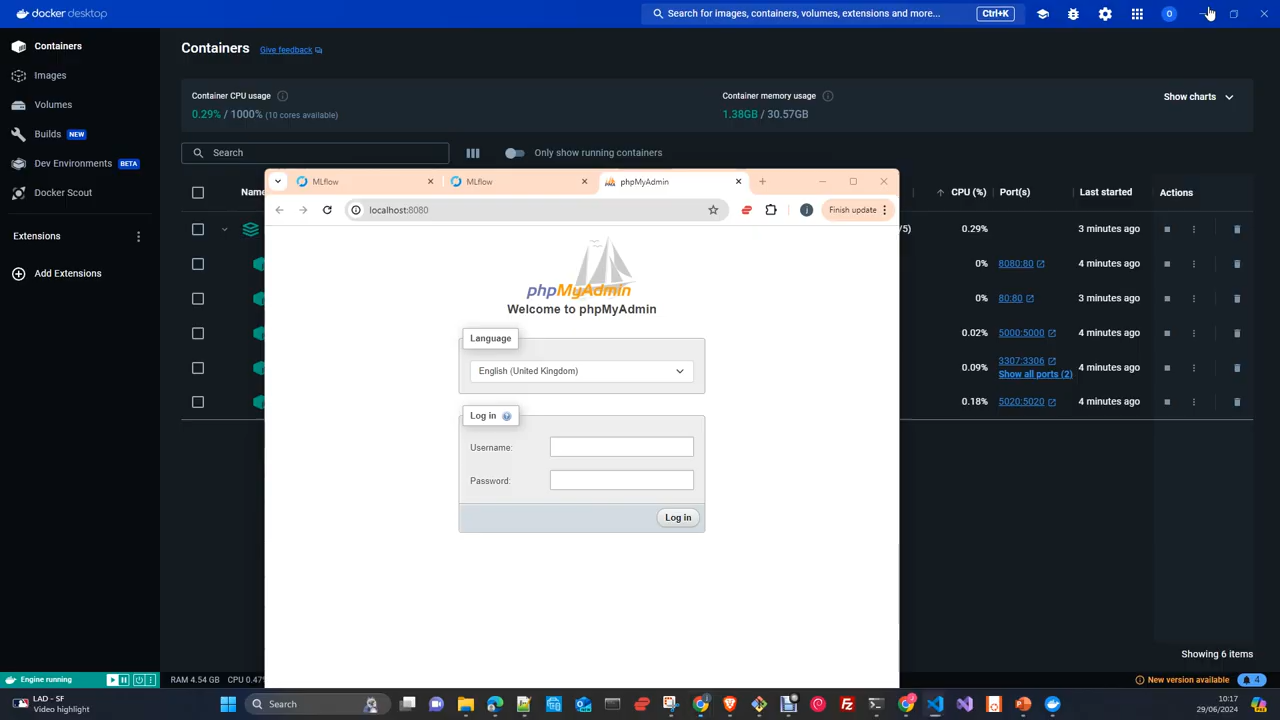 docker desktop
Search for images, containers, volumes, extensions and more...
Ctrl+K
O
Containers
Images
Volumes
Builds NEW
Dev Environments BETA
Docker Scout
Extensions
Add Extensions
Containers Give feedback
Container CPU usage
0.29% / 1000% (10 cores available)
Container memory usage
1.38GB / 30.57GB
Show charts
Search
Only show running containers
Name
CPU (%)
Port(s)
Last started
Actions
/5)
0.29%
3 minutes ago
0%
8080:80
4 minutes ago
0%
80:80
3 minutes ago
0.02%
5000:5000
4 minutes ago
0.09%
3307:3306
Show all ports (2)
4 minutes ago
0.18%
5020:5020
4 minutes ago
MLflow
MLflow
phpMyAdmin
localhost:8080
Finish update
phpMyAdmin
Welcome to phpMyAdmin
Language
English (United Kingdom)
Log in
Username:
Password:
Log in
Showing 6 items
Engine running
RAM 4.54 GB CPU 0.47%
New version available
4
LAD - SF
Video highlight
Search
10:17
29/06/2024